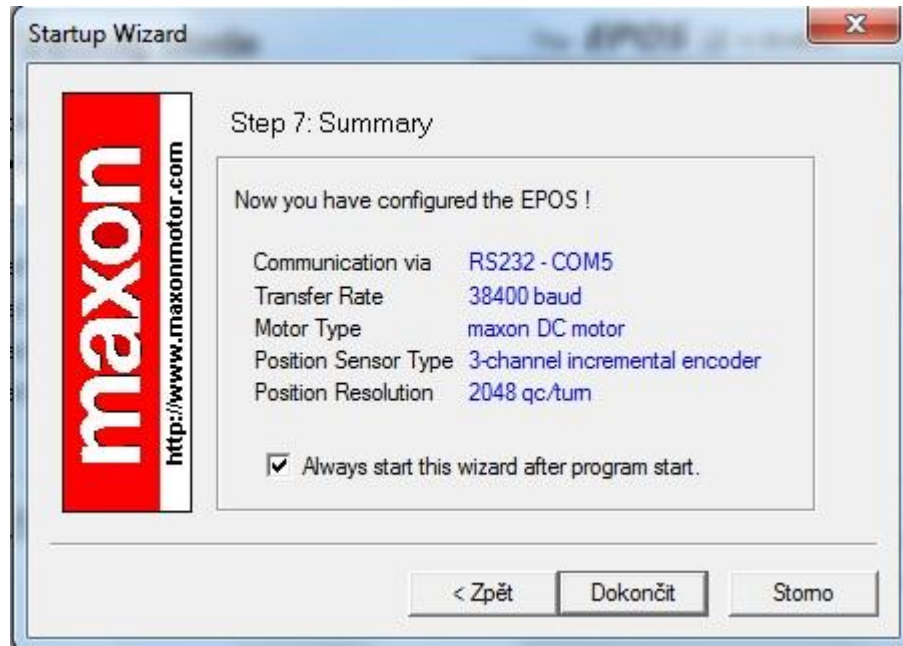 Startup Wizard
EPOS
maxon
http://www.maxonmotor.com
Step 7: Summary
Now you have configured the EPOS !
Communication via RS232 - COM5
Transfer Rate 38400 baud
Motor Type maxon DC motor
Position Sensor Type 3-channel incremental encoder
Position Resolution 2048 qc/turn
Always start this wizard after program start.
< Zpět Dokončit Storno